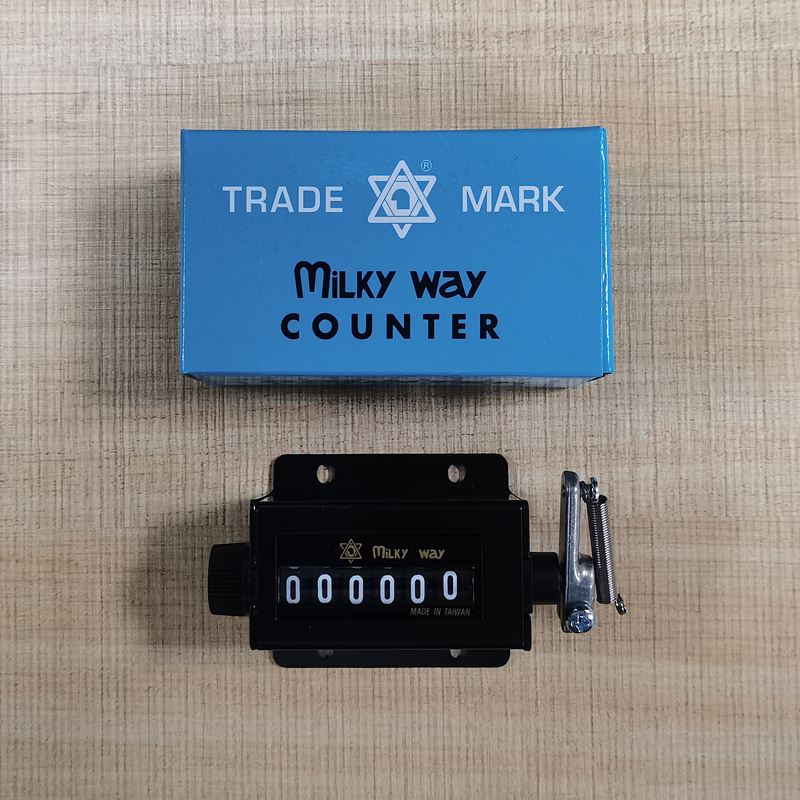 TRADE ® MARK
MiLKY way
COUNTER
MiLKY way
000000
MADE IN TAIWAN